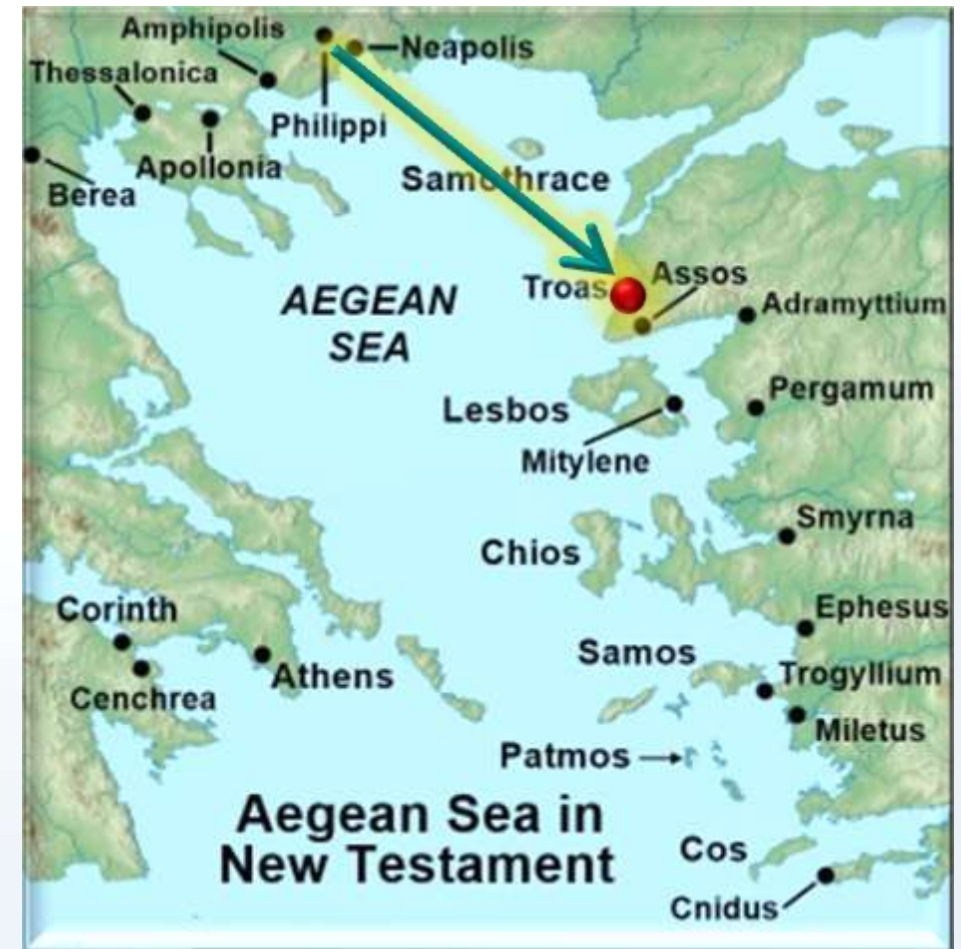 Amphipolis
Neapolis
Thessalonica
Philippi
Apollonia
Berea
Samothrace
Troas
Assos
AEGEAN
SEA
Adramyttium
Pergamum
Lesbos
Mitylene
Smyrna
Chios
Corinth
Ephesus
Samos
Athens
Trogyllium
Cenchrea
Miletus
Patmos
Aegean Sea in
New Testament
Cos
Cnidus